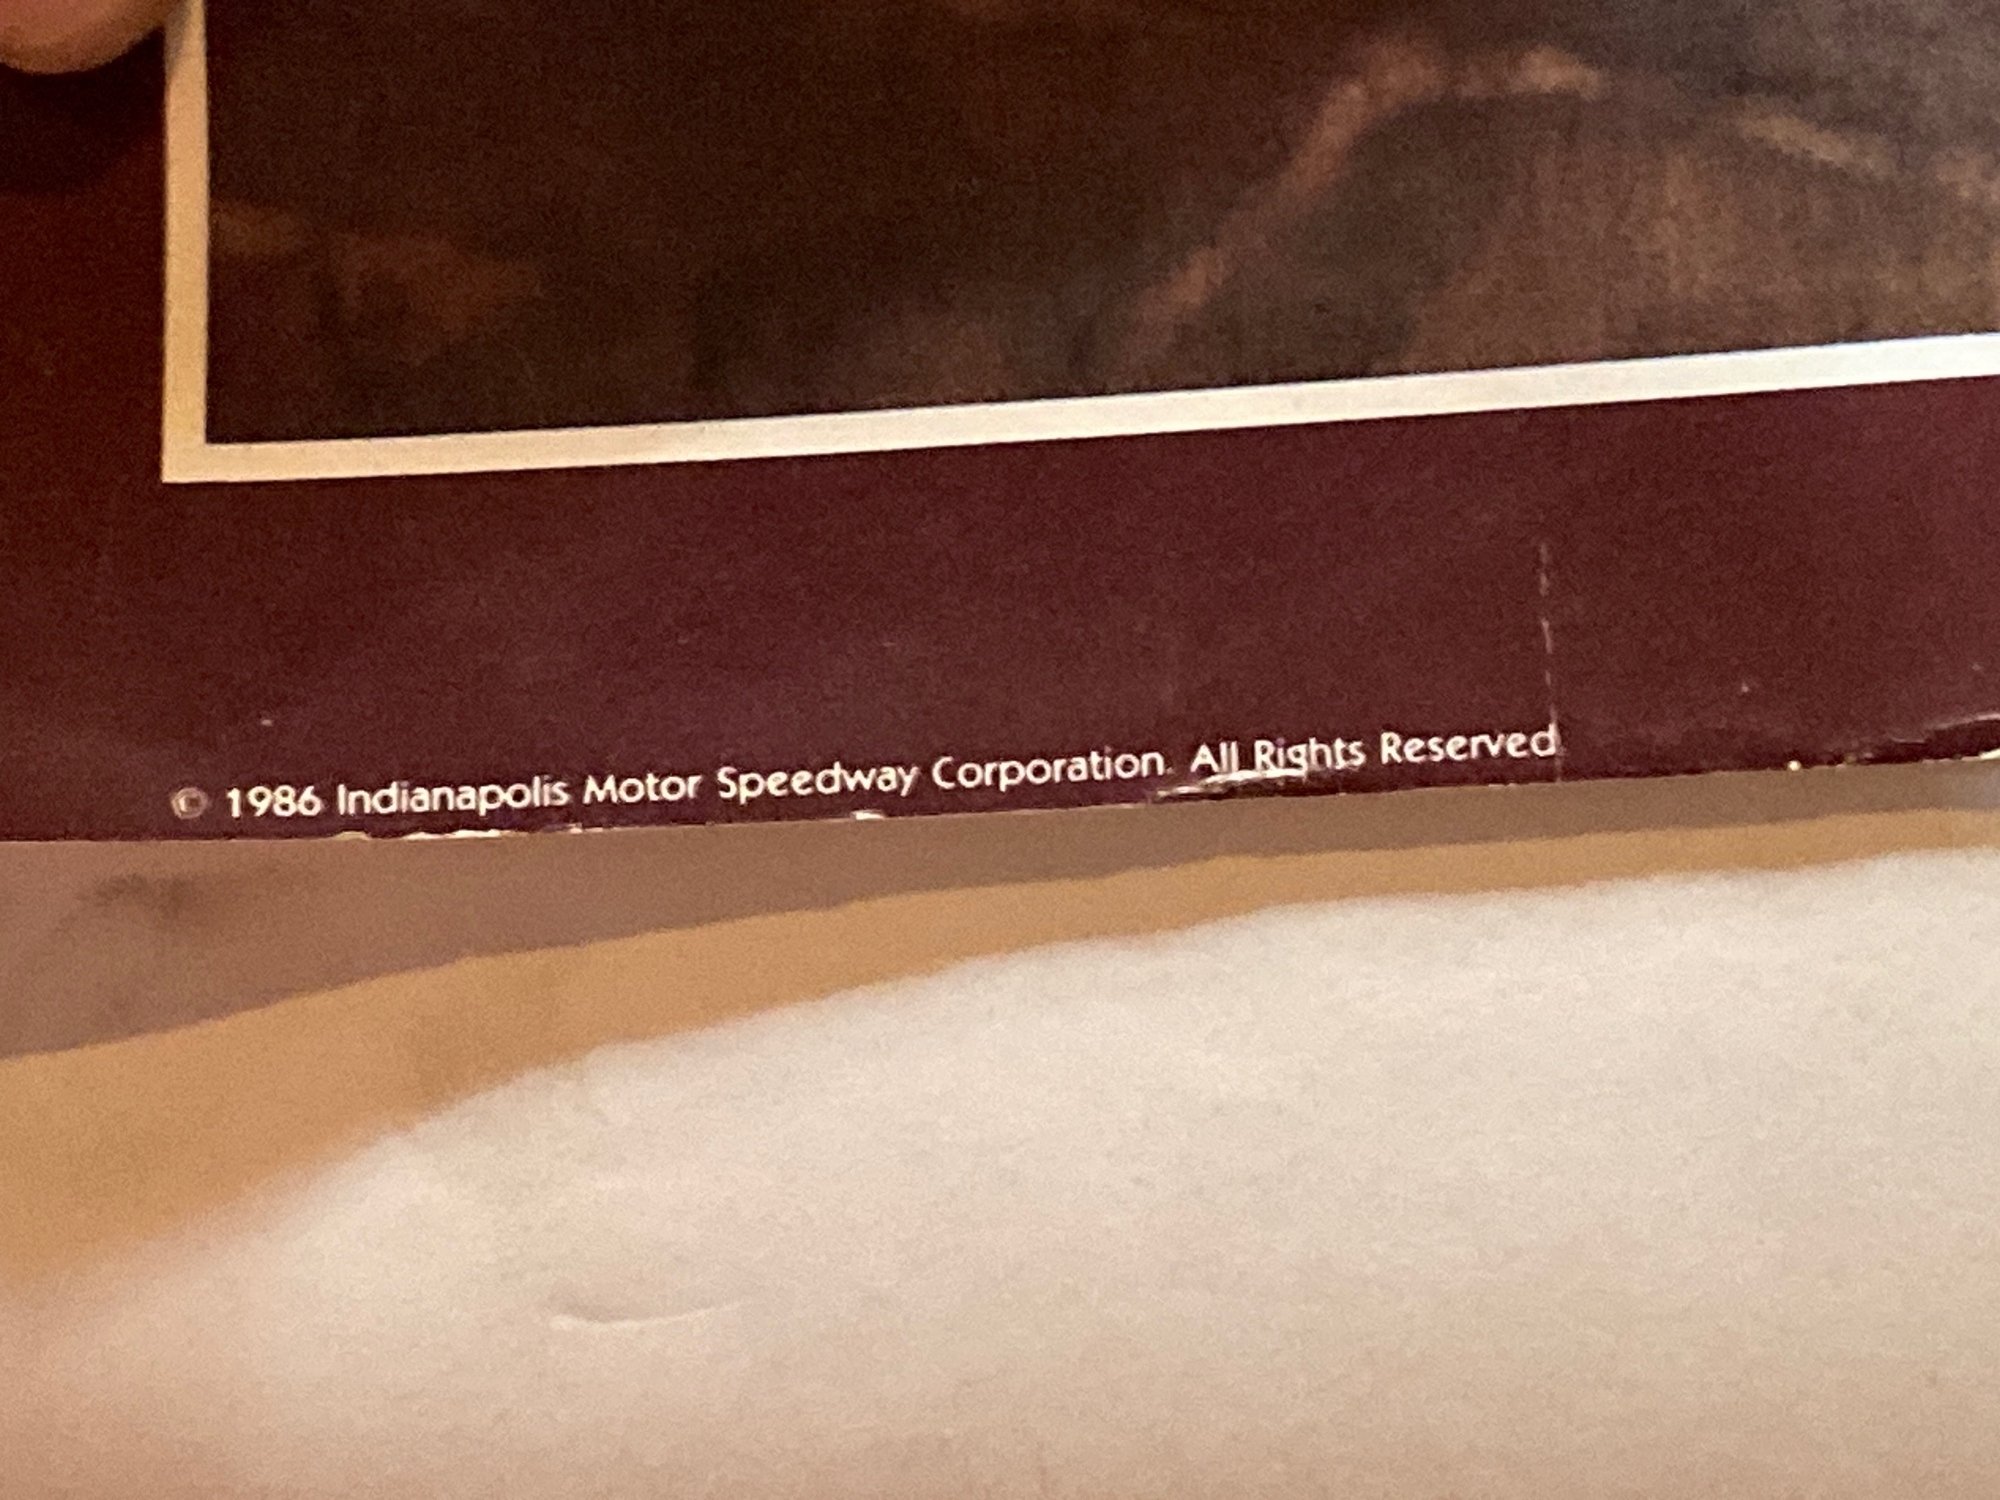 © 1986 Indianapolis Motor Speedway Corporation. All Rights Reserved